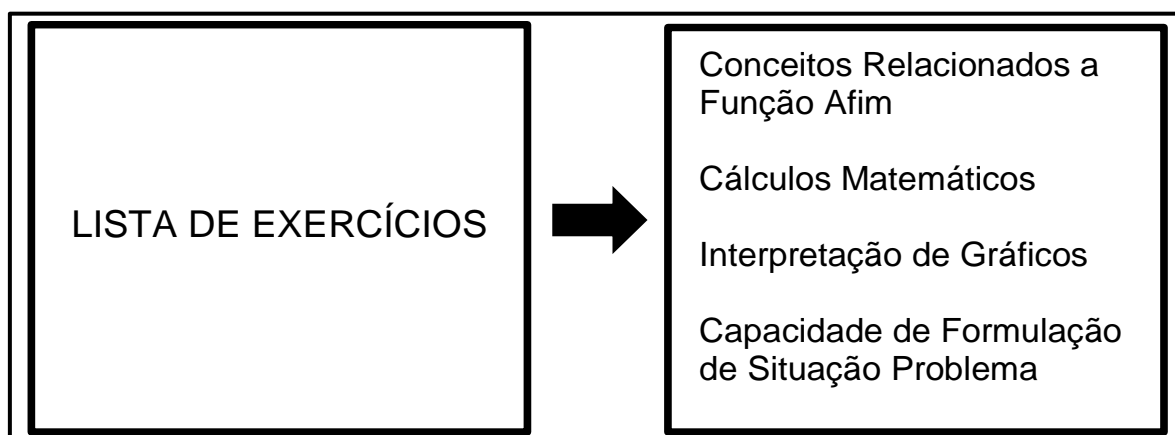 LISTA DE EXERCÍCIOS
Conceitos Relacionados a
Função Afim
Cálculos Matemáticos
Interpretação de Gráficos
Capacidade de Formulação
de Situação Problema